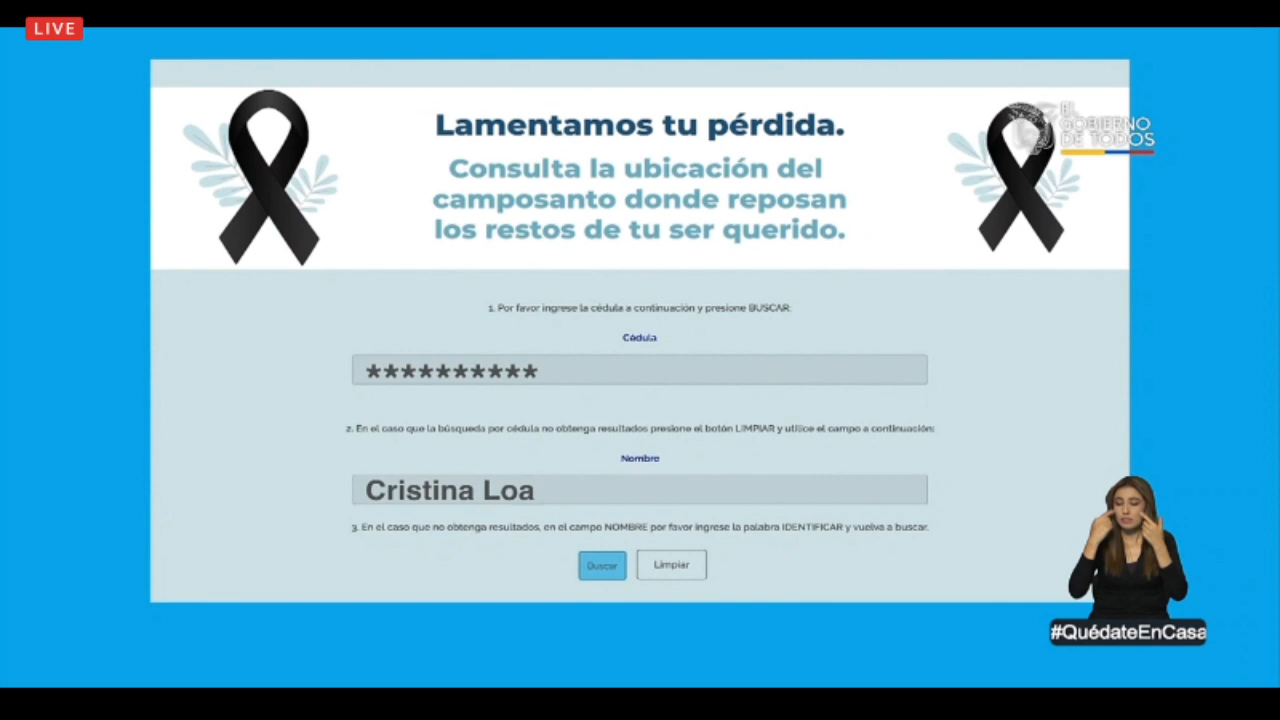 LIVE
Lamentamos tu pérdida.
Consulta la ubicación del
camposanto donde reposan
los restos de tu ser querido.
EL
GOBIERNO
DE TODOS
1. Por favor ingrese la cédula a continuación y presione BUSCAR:
Cédula
**********
2. En el caso que la búsqueda por cédula no obtenga resultados presione el botón LIMPIAR y utilice el campo a continuación:
Nombre
Cristina Loa
3. En el caso que no obtenga resultados, en el campo NOMBRE por favor ingrese la palabra IDENTIFICAR y vuelva a buscar.
Buscar
Limpiar
#QuédateEnCasa